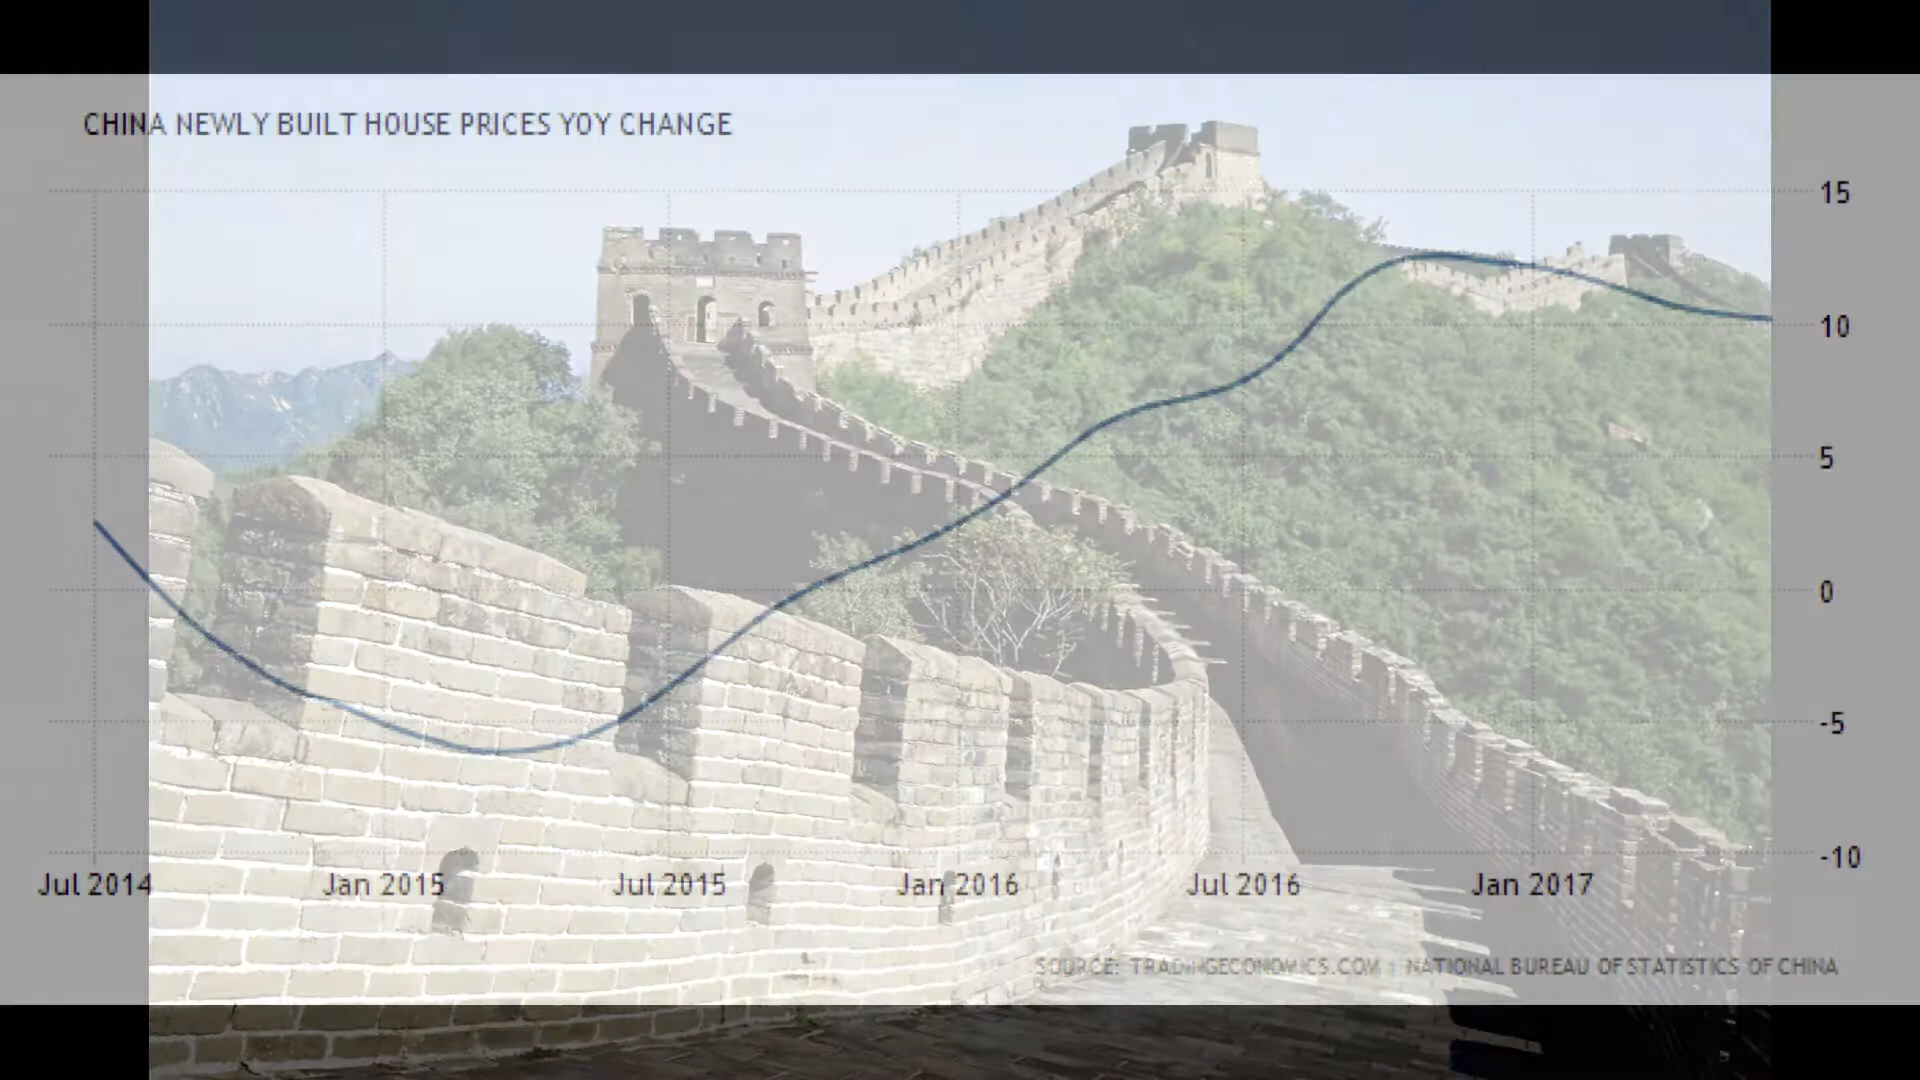 CHINA NEWLY BUILT HOUSE PRICES YOY CHANGE
15
10
5
0
-5
-10
Jul 2014 Jan 2015 Jul 2015 Jan 2016 Jul 2016 Jan 2017
SOURCE: TRADINGECONOMICS.COM | NATIONAL BUREAU OF STATISTICS OF CHINA